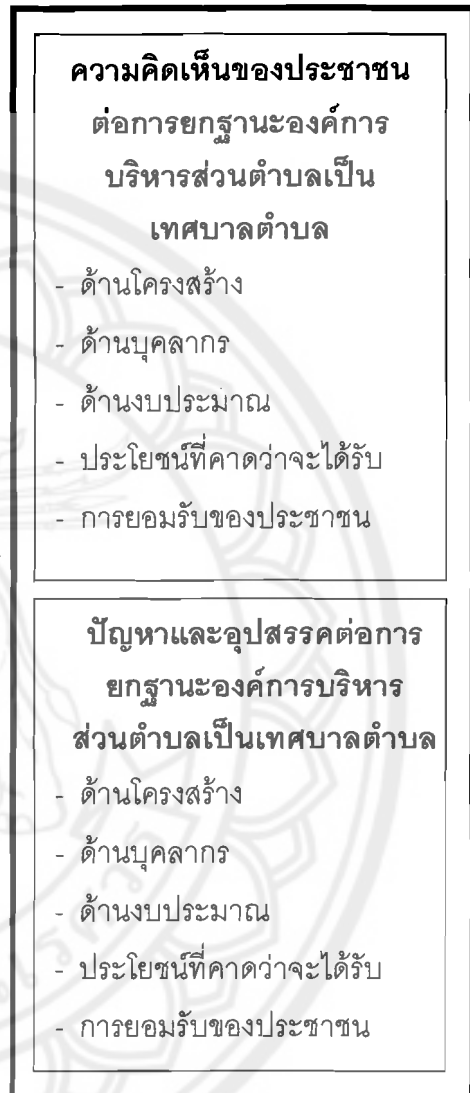 ความคิดเห็นของประชาชน
ต่อการยกฐานะองค์การ
บริหารส่วนตำบลเป็น
เทศบาลตำบล
- ด้านโครงสร้าง
- ด้านบุคลากร
- ด้านงบประมาณ
- ประโยชน์ที่คาดว่าจะได้รับ
- การยอมรับของประชาชน
ปัญหาและอุปสรรคต่อการ
ยกฐานะองค์การบริหาร
ส่วนตำบลเป็นเทศบาลตำบล
- ด้านโครงสร้าง
- ด้านบุคลากร
- ด้านงบประมาณ
- ประโยชน์ที่คาดว่าจะได้รับ
- การยอมรับของประชาชน